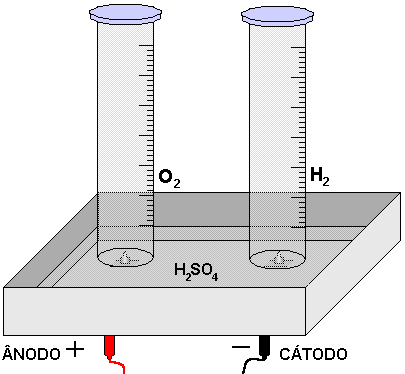 O₂
H₂
H₂SO₄
ÂNODO +
− CÁTODO